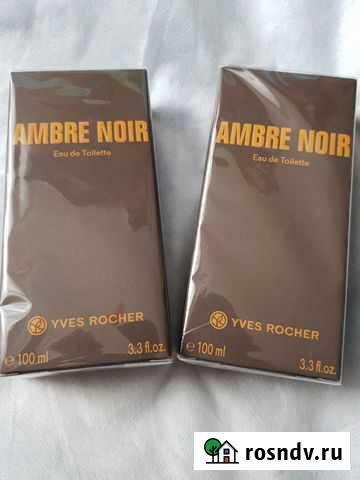 AMBRE NOIR
Eau de Toilette
YVES ROCHER
e 100 ml 3.3 fl.oz.
AMBRE NOIR
Eau de Toilette
YVES ROCHER
e 100 ml 3.3 fl.oz.
rosndv.ru